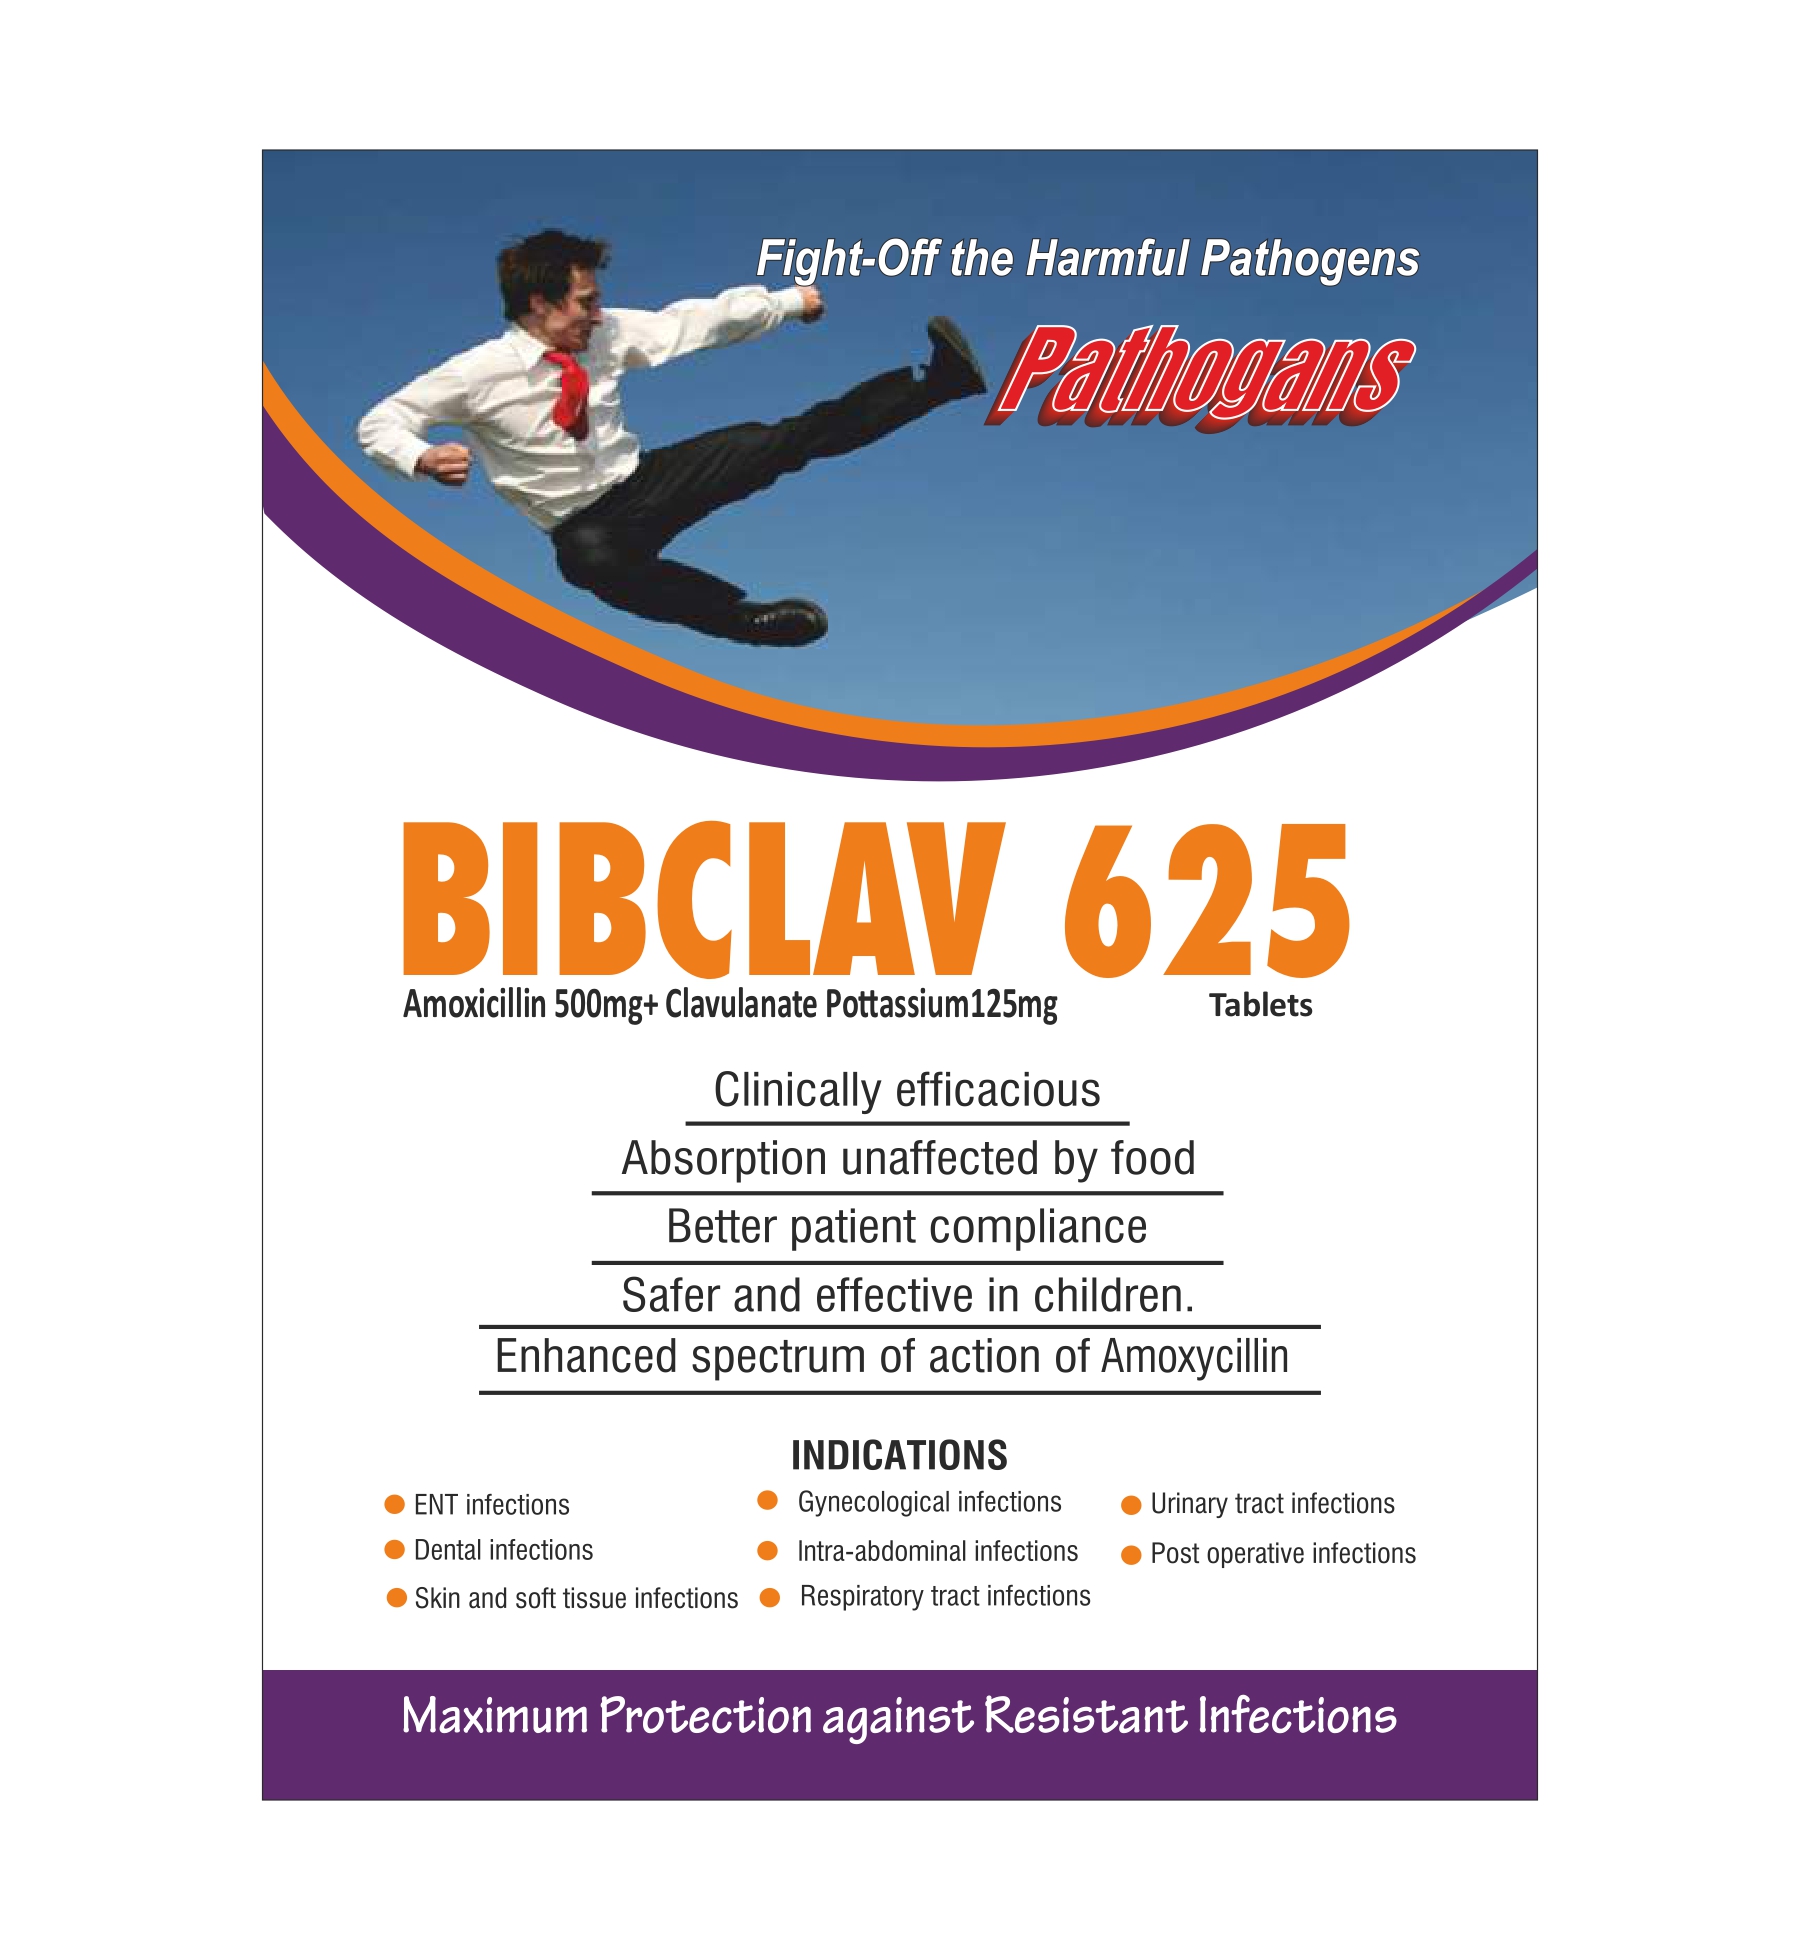 Fight-Off the Harmful Pathogens
Pathogans
BIBCLAV 625
Amoxicillin 500mg+ Clavulanate Pottassium125mg Tablets
Clinically efficacious
Absorption unaffected by food
Better patient compliance
Safer and effective in children.
Enhanced spectrum of action of Amoxycillin
INDICATIONS
ENT infections
Dental infections
Skin and soft tissue infections
Gynecological infections
Intra-abdominal infections
Respiratory tract infections
Urinary tract infections
Post operative infections
Maximum Protection against Resistant Infections